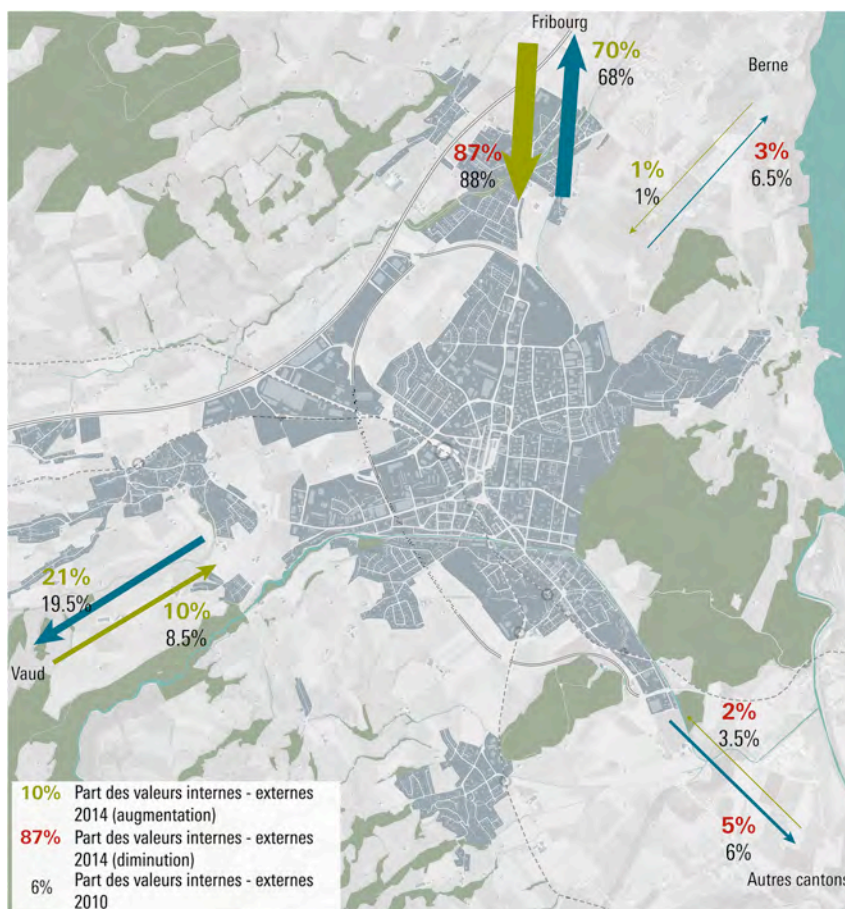 Fribourg
70%
68%
Berne
87%
88%
1%
1%
3%
6.5%
21%
19.5%
10%
8.5%
Vaud
2%
3.5%
5%
6%
Autres cantons
10% Part des valeurs internes - externes
2014 (augmentation)
87% Part des valeurs internes - externes
2014 (diminution)
6% Part des valeurs internes - externes
2010